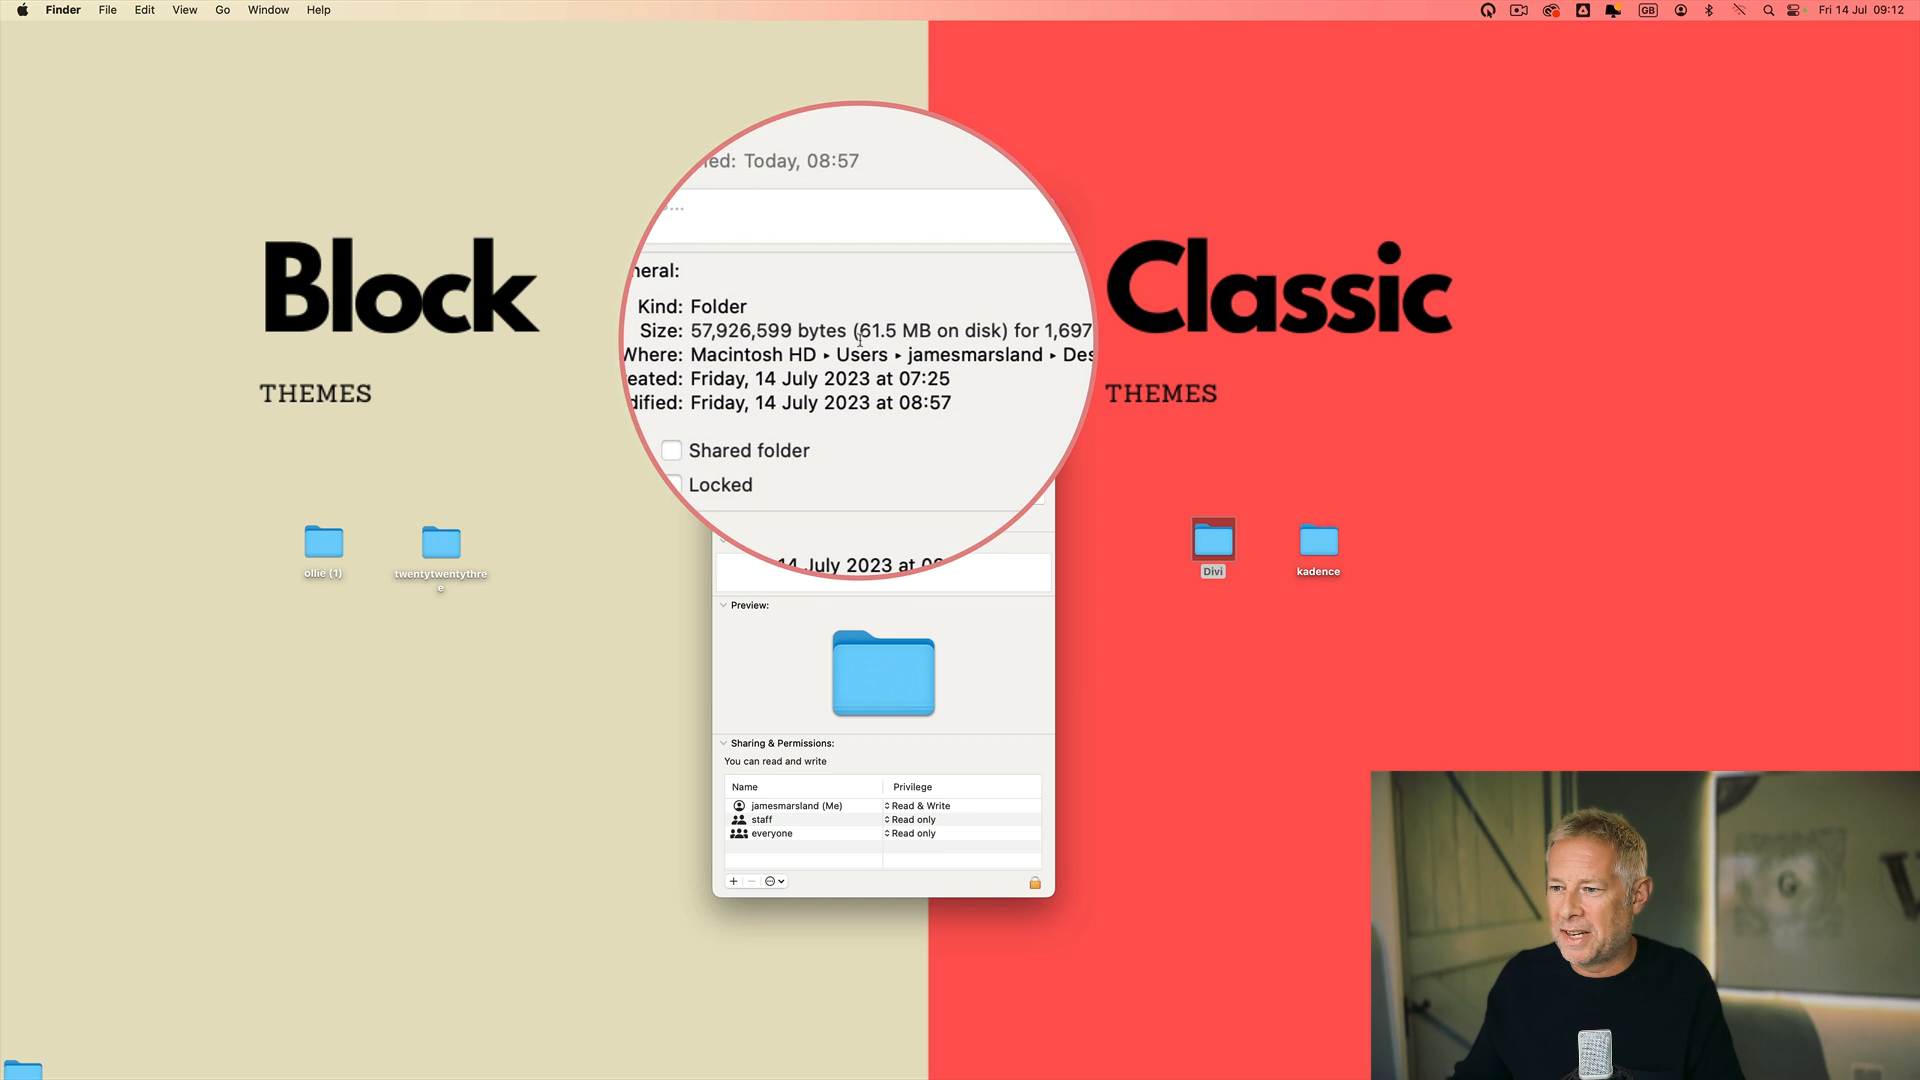 Finder File Edit View Go Window Help
GB Fri 14 Jul 09:12
Block
THEMES
Classic
THEMES
Today, 08:57
Kind: Folder
Size: 57,926,599 bytes (61.5 MB on disk) for 1,697
Where: Macintosh HD ▸ Users ▸ jamesmarsland ▸ Des
eated: Friday, 14 July 2023 at 07:25
dified: Friday, 14 July 2023 at 08:57
Shared folder
Locked
14 July 2023 at
ollie (1)
twentytwentythre
e
Divi
kadence
Preview:
Sharing & Permissions:
You can read and write
Name Privilege
jamesmarsland (Me) Read & Write
staff Read only
everyone Read only